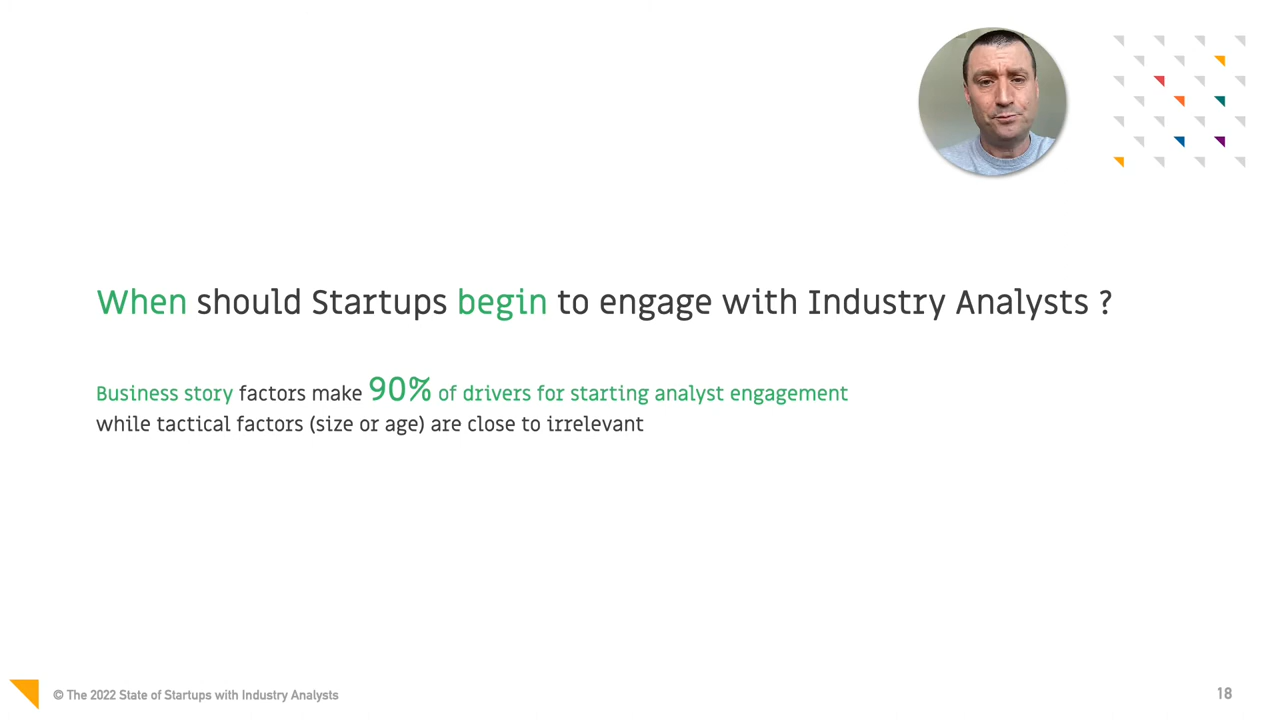 When should Startups begin to engage with Industry Analysts ?
Business story factors make 90% of drivers for starting analyst engagement
while tactical factors (size or age) are close to irrelevant
© The 2022 State of Startups with Industry Analysts
18